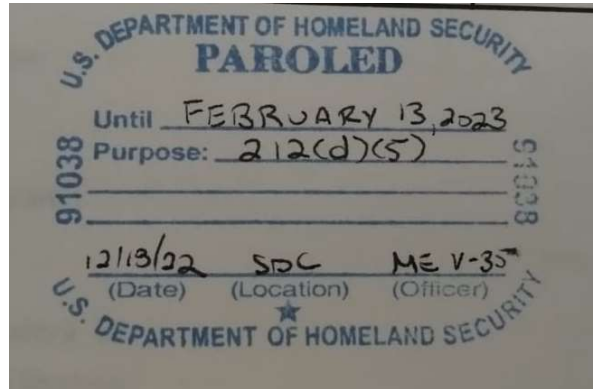 U.S. DEPARTMENT OF HOMELAND SECURITY
PAROLED
Until FEBRUARY 13, 2023
Purpose: 212(d)(5)
91038
91038
12/13/22 SDC ME V-35
(Date) (Location) (Officer)
U.S. DEPARTMENT OF HOMELAND SECURITY